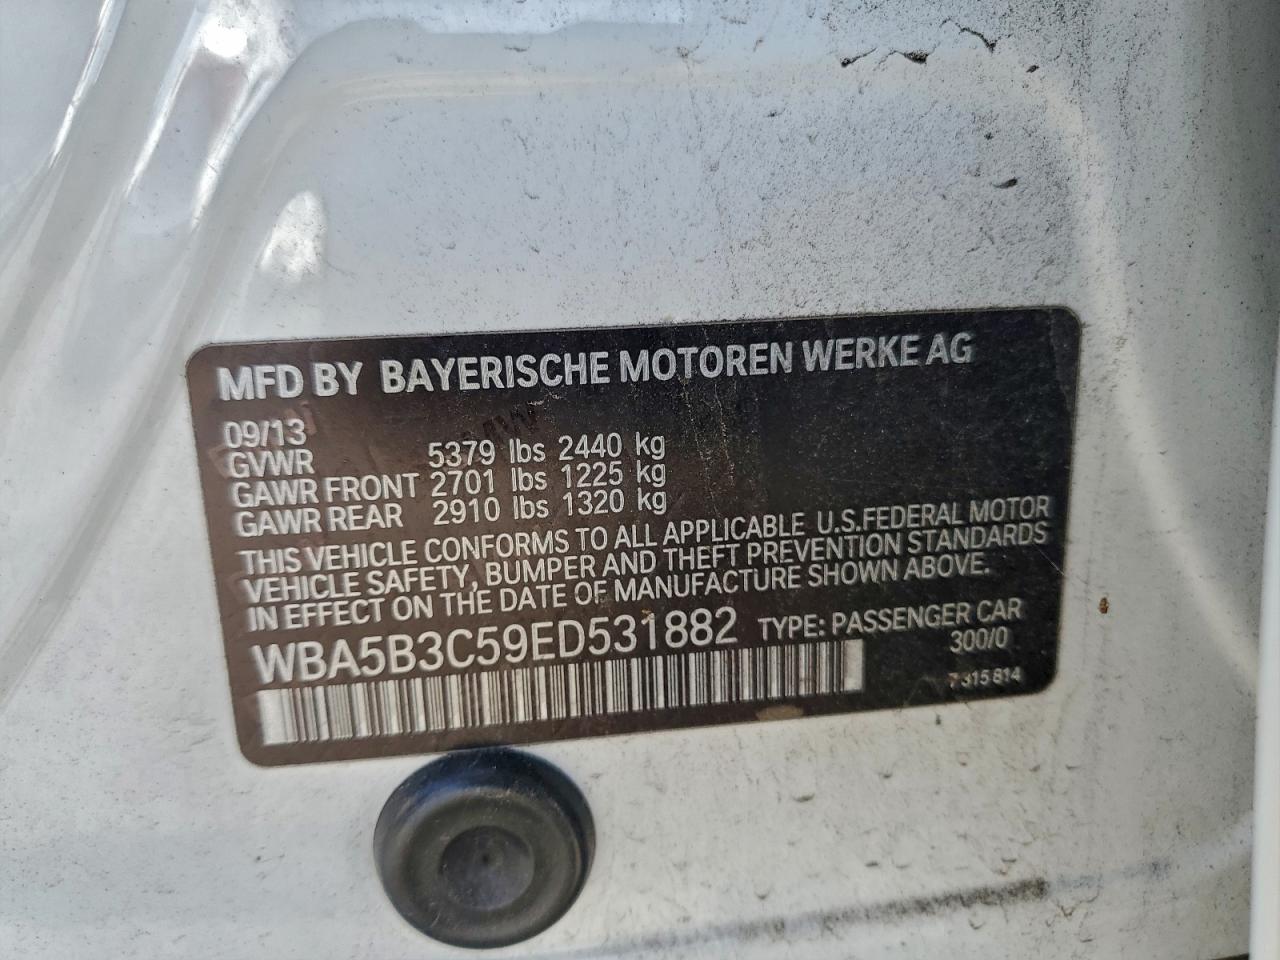 MFD BY BAYERISCHE MOTOREN WERKE AG
09/13
GVWR 5379 lbs 2440 kg
GAWR FRONT 2701 lbs 1225 kg
GAWR REAR 2910 lbs 1320 kg
THIS VEHICLE CONFORMS TO ALL APPLICABLE U.S.FEDERAL MOTOR
VEHICLE SAFETY, BUMPER AND THEFT PREVENTION STANDARDS
IN EFFECT ON THE DATE OF MANUFACTURE SHOWN ABOVE.
WBA5B3C59ED531882 TYPE: PASSENGER CAR
300/0
7 315 814